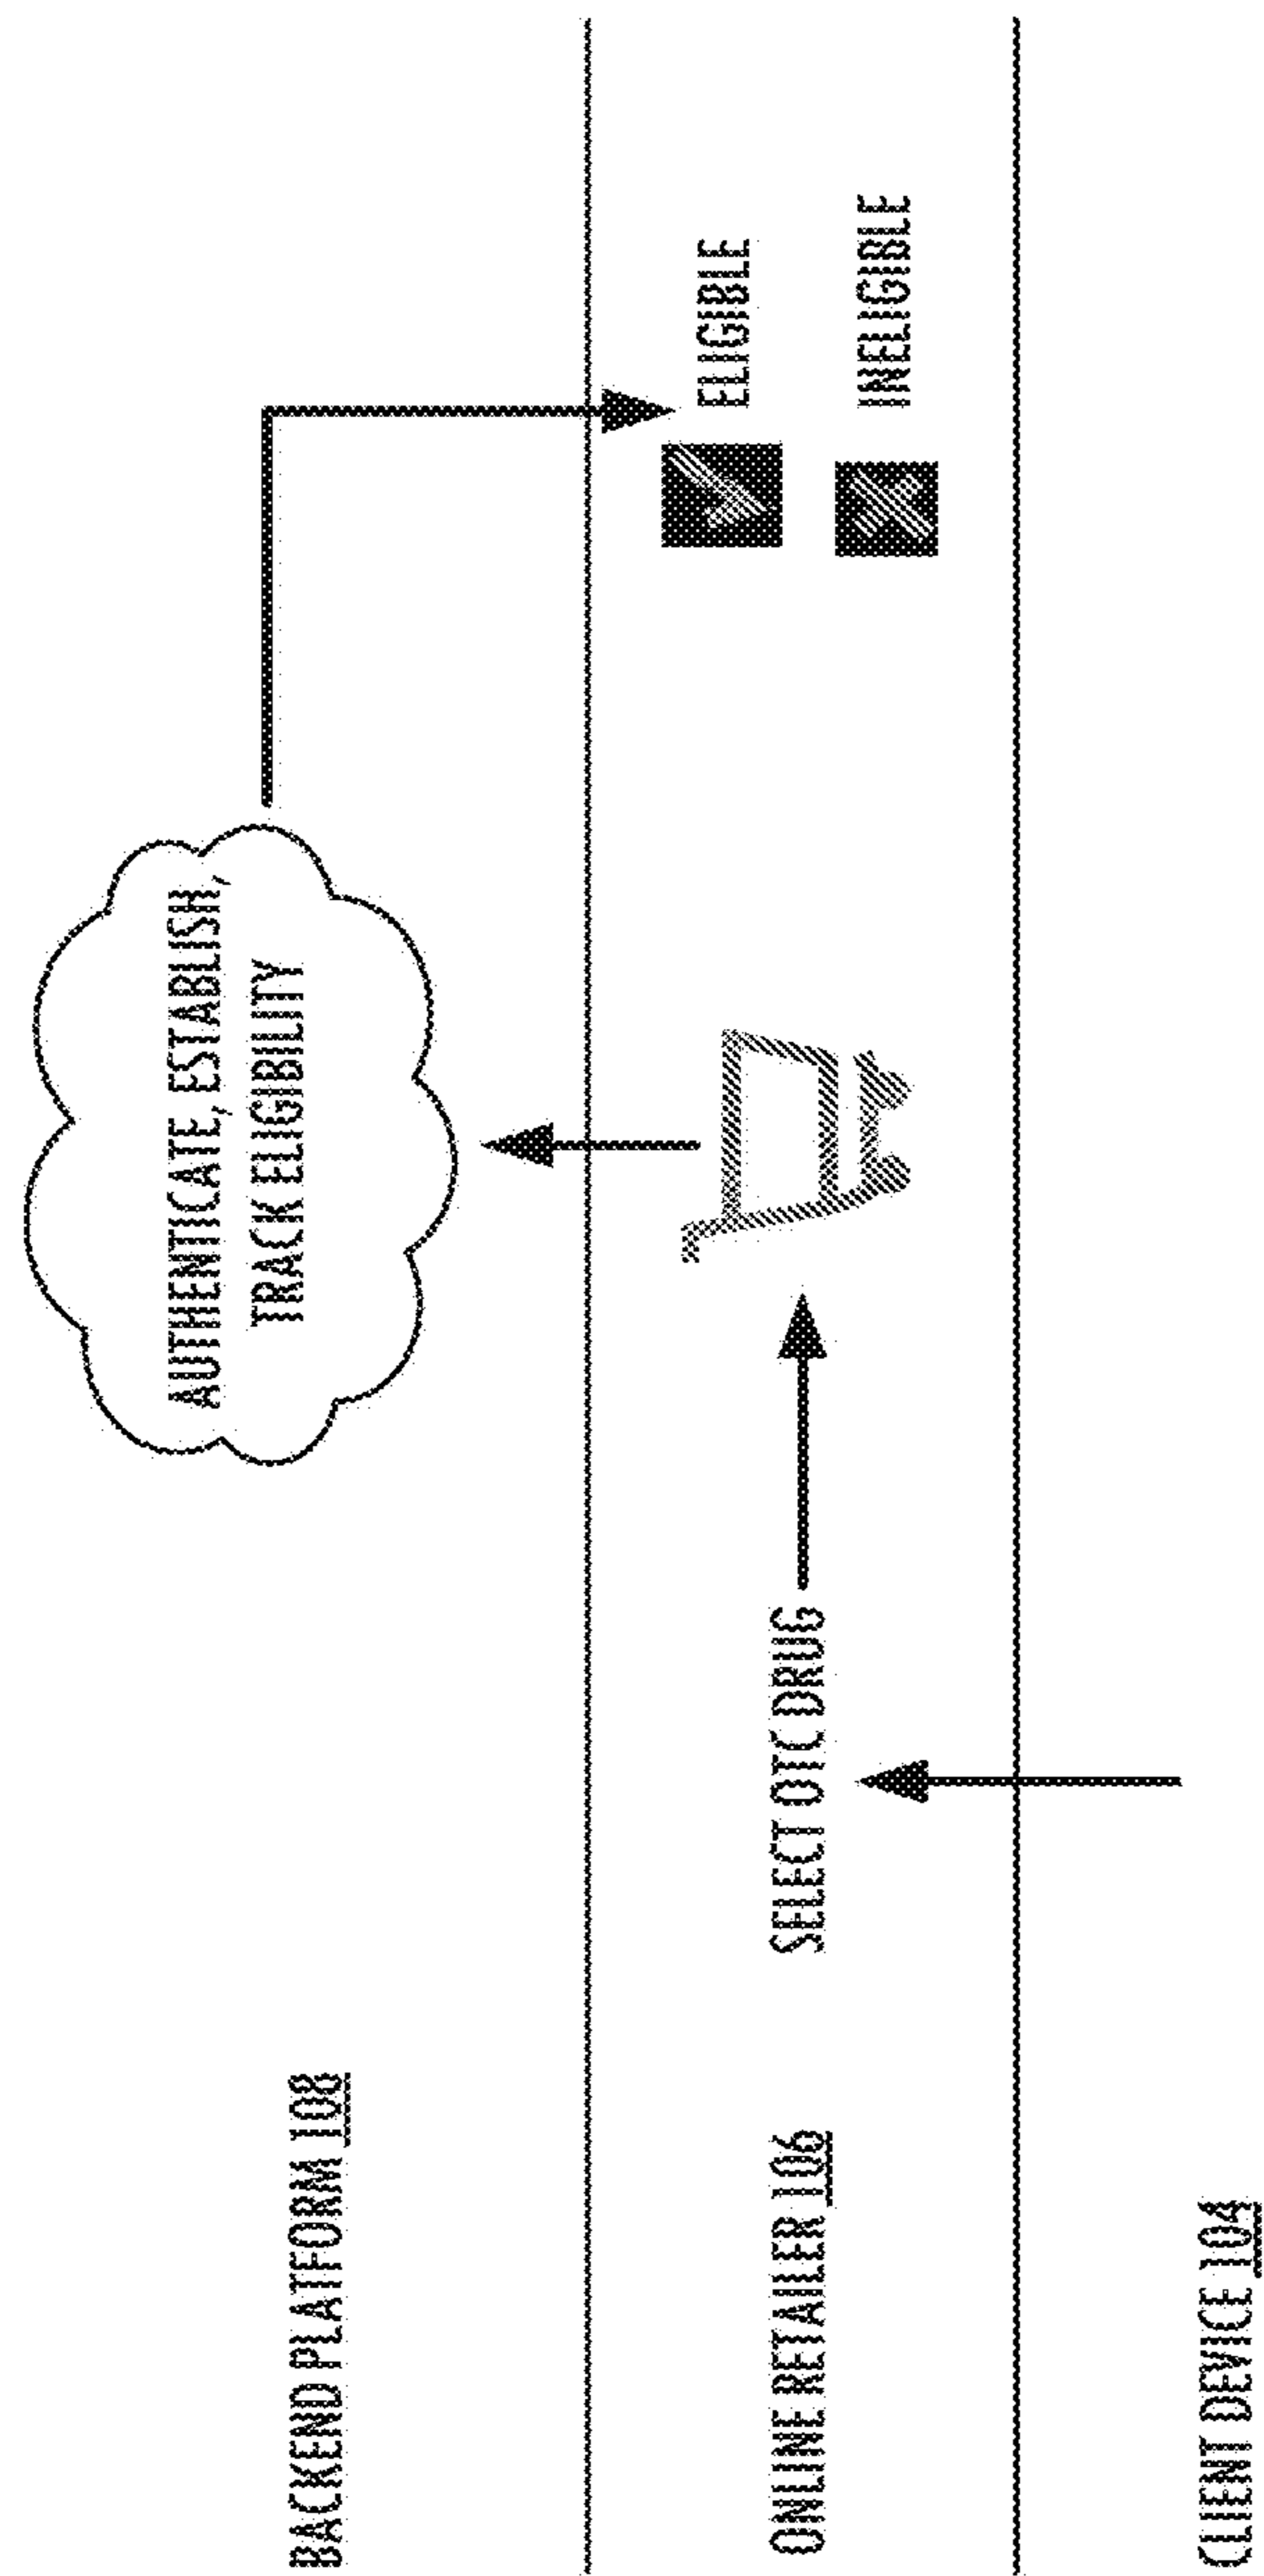 AUTHENTICATE, ESTABLISH,
TRACK ELIGIBILITY
BACKEND PLATFORM 108
ELIGIBLE
INELIGIBLE
SELECT OTC DRUG
ONLINE RETAILER 106
CLIENT DEVICE 104